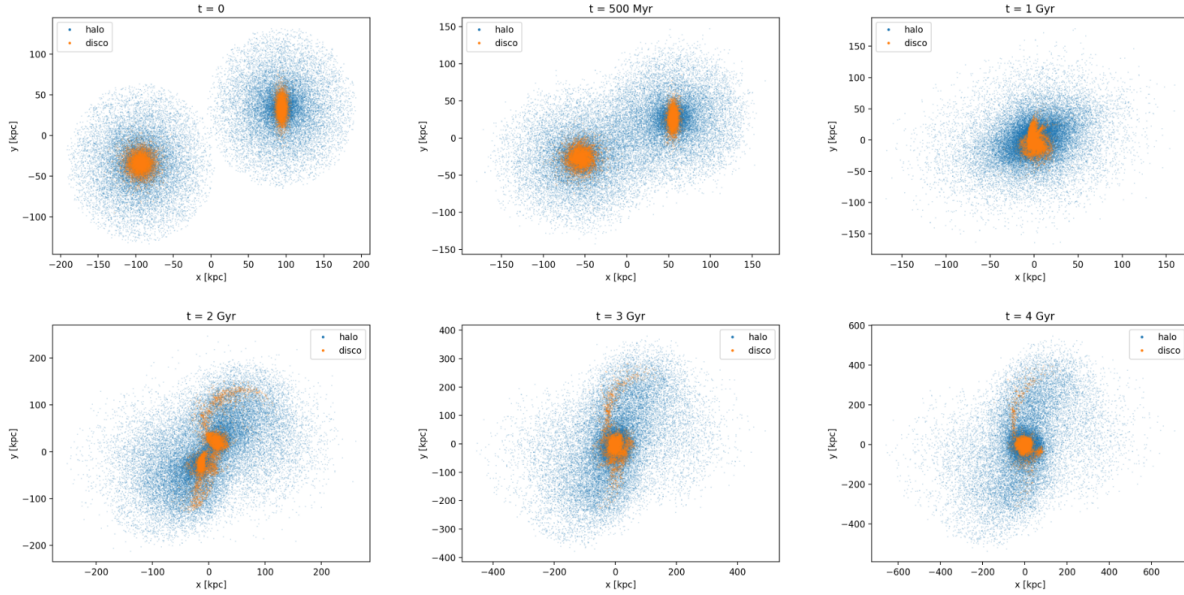 t = 0
halo
disco
100
50
0
−50
−100
y [kpc]
−200 −150 −100 −50 0 50 100 150 200
x [kpc]
t = 500 Myr
halo
disco
150
100
50
0
−50
−100
−150
y [kpc]
−150 −100 −50 0 50 100 150
x [kpc]
t = 1 Gyr
halo
disco
150
100
50
0
−50
−100
−150
y [kpc]
−150 −100 −50 0 50 100 150
x [kpc]
t = 2 Gyr
halo
disco
200
100
0
−100
−200
y [kpc]
−200 −100 0 100 200
x [kpc]
t = 3 Gyr
halo
disco
400
300
200
100
0
−100
−200
−300
−400
y [kpc]
−400 −200 0 200 400
x [kpc]
t = 4 Gyr
halo
disco
600
400
200
0
−200
−400
y [kpc]
−600 −400 −200 0 200 400 600
x [kpc]